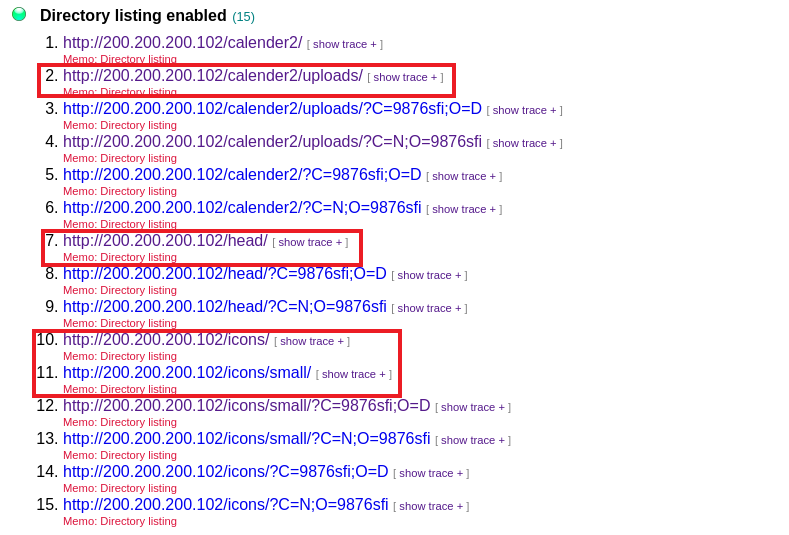 Directory listing enabled (15)
1. http://200.200.200.102/calender2/ [ show trace + ]
Memo: Directory listing
2. http://200.200.200.102/calender2/uploads/ [ show trace + ]
Memo: Directory listing
3. http://200.200.200.102/calender2/uploads/?C=9876sfi;O=D [ show trace + ]
Memo: Directory listing
4. http://200.200.200.102/calender2/uploads/?C=N;O=9876sfi [ show trace + ]
Memo: Directory listing
5. http://200.200.200.102/calender2/?C=9876sfi;O=D [ show trace + ]
Memo: Directory listing
6. http://200.200.200.102/calender2/?C=N;O=9876sfi [ show trace + ]
Memo: Directory listing
7. http://200.200.200.102/head/ [ show trace + ]
Memo: Directory listing
8. http://200.200.200.102/head/?C=9876sfi;O=D [ show trace + ]
Memo: Directory listing
9. http://200.200.200.102/head/?C=N;O=9876sfi [ show trace + ]
Memo: Directory listing
10. http://200.200.200.102/icons/ [ show trace + ]
Memo: Directory listing
11. http://200.200.200.102/icons/small/ [ show trace + ]
Memo: Directory listing
12. http://200.200.200.102/icons/small/?C=9876sfi;O=D [ show trace + ]
Memo: Directory listing
13. http://200.200.200.102/icons/small/?C=N;O=9876sfi [ show trace + ]
Memo: Directory listing
14. http://200.200.200.102/icons/?C=9876sfi;O=D [ show trace + ]
Memo: Directory listing
15. http://200.200.200.102/icons/?C=N;O=9876sfi [ show trace + ]
Memo: Directory listing